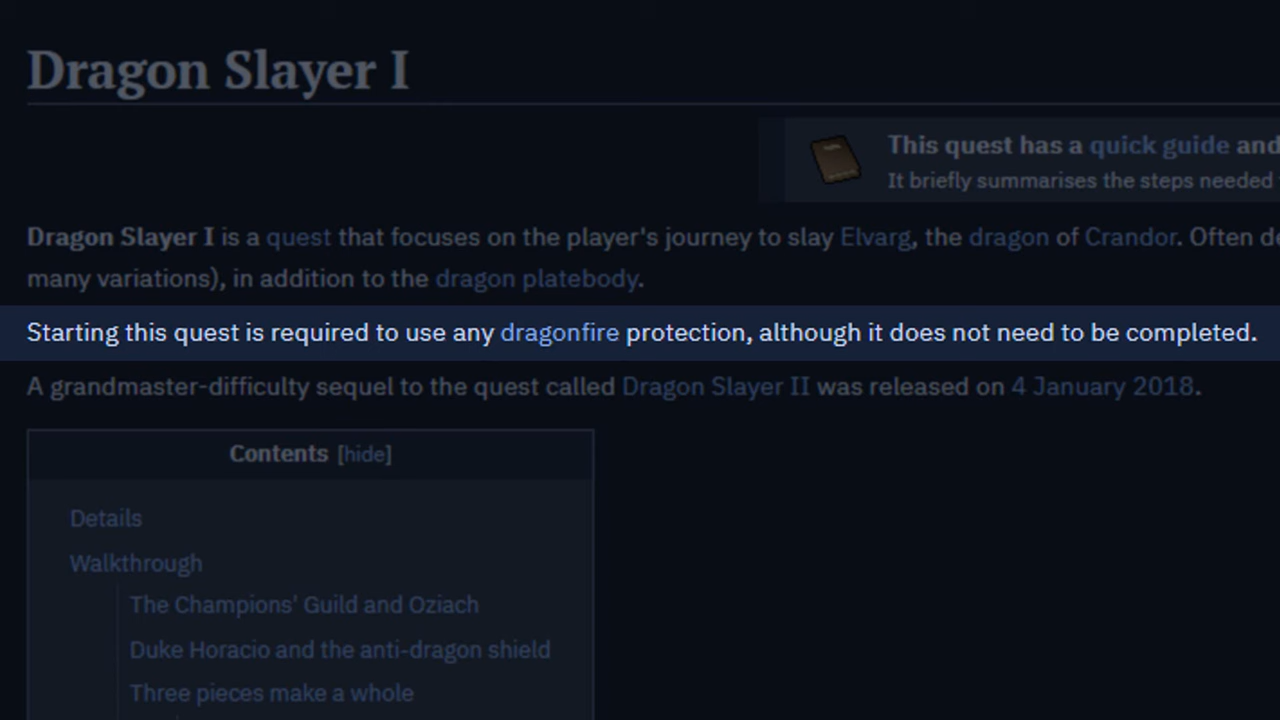 Dragon Slayer I
This quest has a quick guide and
It briefly summarises the steps needed
Dragon Slayer I is a quest that focuses on the player's journey to slay Elvarg, the dragon of Crandor. Often
many variations), in addition to the dragon platebody.
Starting this quest is required to use any dragonfire protection, although it does not need to be completed.
A grandmaster-difficulty sequel to the quest called Dragon Slayer II was released on 4 January 2018.
Contents [hide]
Details
Walkthrough
The Champions' Guild and Oziach
Duke Horacio and the anti-dragon shield
Three pieces make a whole